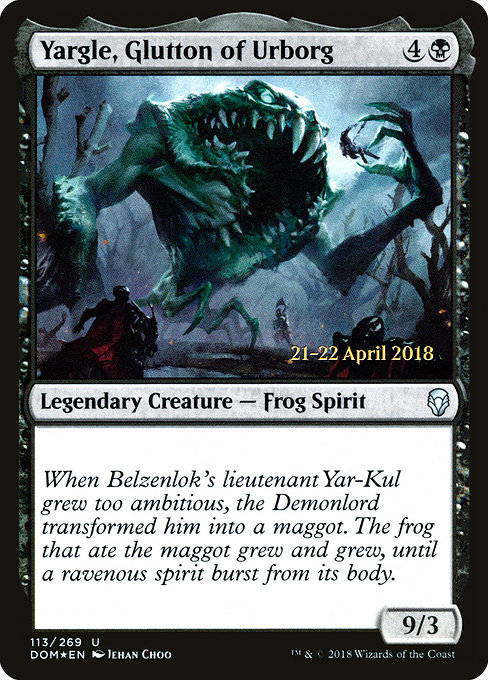 Yargle, Glutton of Urborg 4
21–22 April 2018
Legendary Creature — Frog Spirit
When Belzenlok's lieutenant Yar-Kul
grew too ambitious, the Demonlord
transformed him into a maggot. The frog
that ate the maggot grew and grew, until
a ravenous spirit burst from its body.
9/3
113/269 U
DOM★EN Jehan Choo ™ & © 2018 Wizards of the Coast